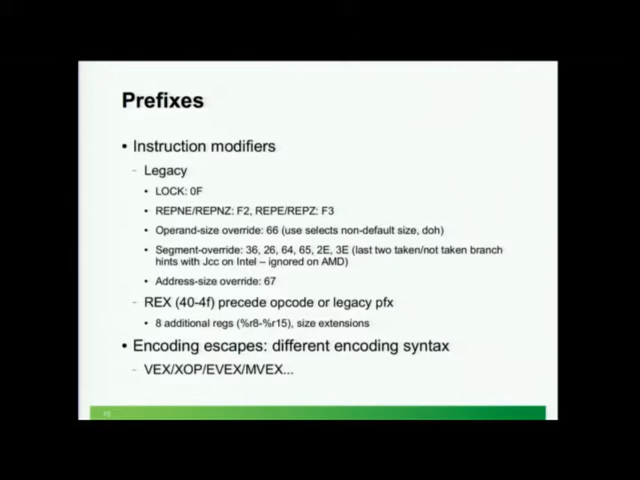 Prefixes
• Instruction modifiers
- Legacy
• LOCK: 0F
• REPNE/REPNZ: F2, REPE/REPZ: F3
• Operand-size override: 66 (use selects non-default size, doh)
• Segment-override: 36, 26, 64, 65, 2E, 3E (last two taken/not taken branch
hints with Jcc on Intel – ignored on AMD)
• Address-size override: 67
- REX (40-4f) precede opcode or legacy pfx
• 8 additional regs (%r8-%r15), size extensions
• Encoding escapes: different encoding syntax
- VEX/XOP/EVEX/MVEX...